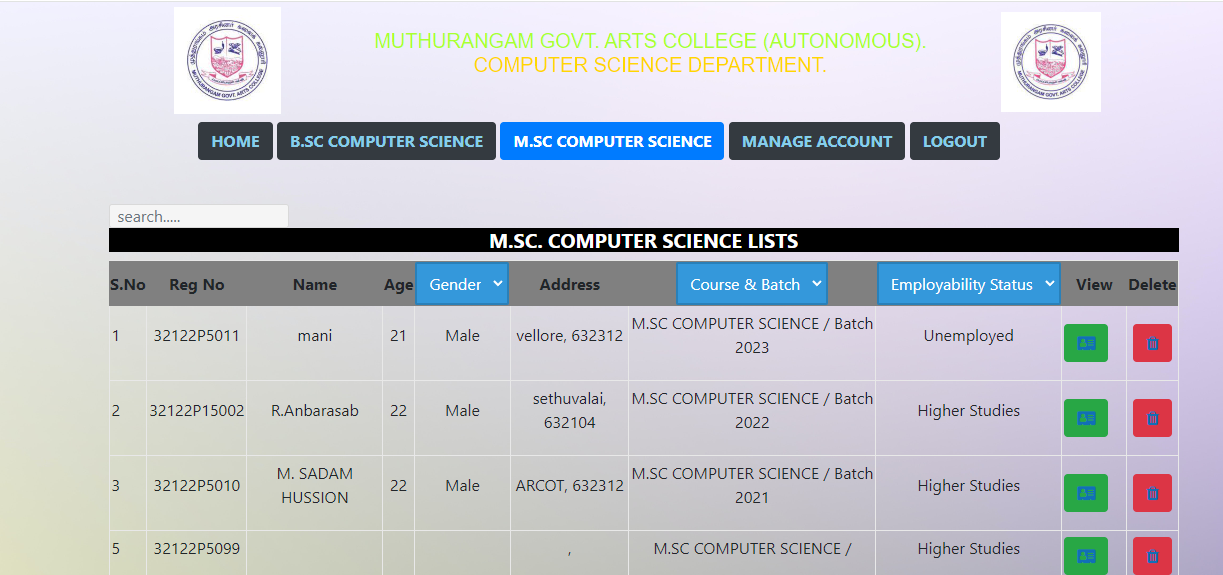 MUTHURANGAM GOVT. ARTS COLLEGE (AUTONOMOUS).
COMPUTER SCIENCE DEPARTMENT.
HOME B.SC COMPUTER SCIENCE M.SC COMPUTER SCIENCE MANAGE ACCOUNT LOGOUT
search.....
M.SC. COMPUTER SCIENCE LISTS
S.No Reg No Name Age Gender Address Course & Batch Employability Status View Delete
1 32122P5011 mani 21 Male vellore, 632312 M.SC COMPUTER SCIENCE / Batch 2023 Unemployed
2 32122P15002 R.Anbarasab 22 Male sethuvalai, 632104 M.SC COMPUTER SCIENCE / Batch 2022 Higher Studies
3 32122P5010 M. SADAM HUSSION 22 Male ARCOT, 632312 M.SC COMPUTER SCIENCE / Batch 2021 Higher Studies
5 32122P5099 , M.SC COMPUTER SCIENCE / Higher Studies